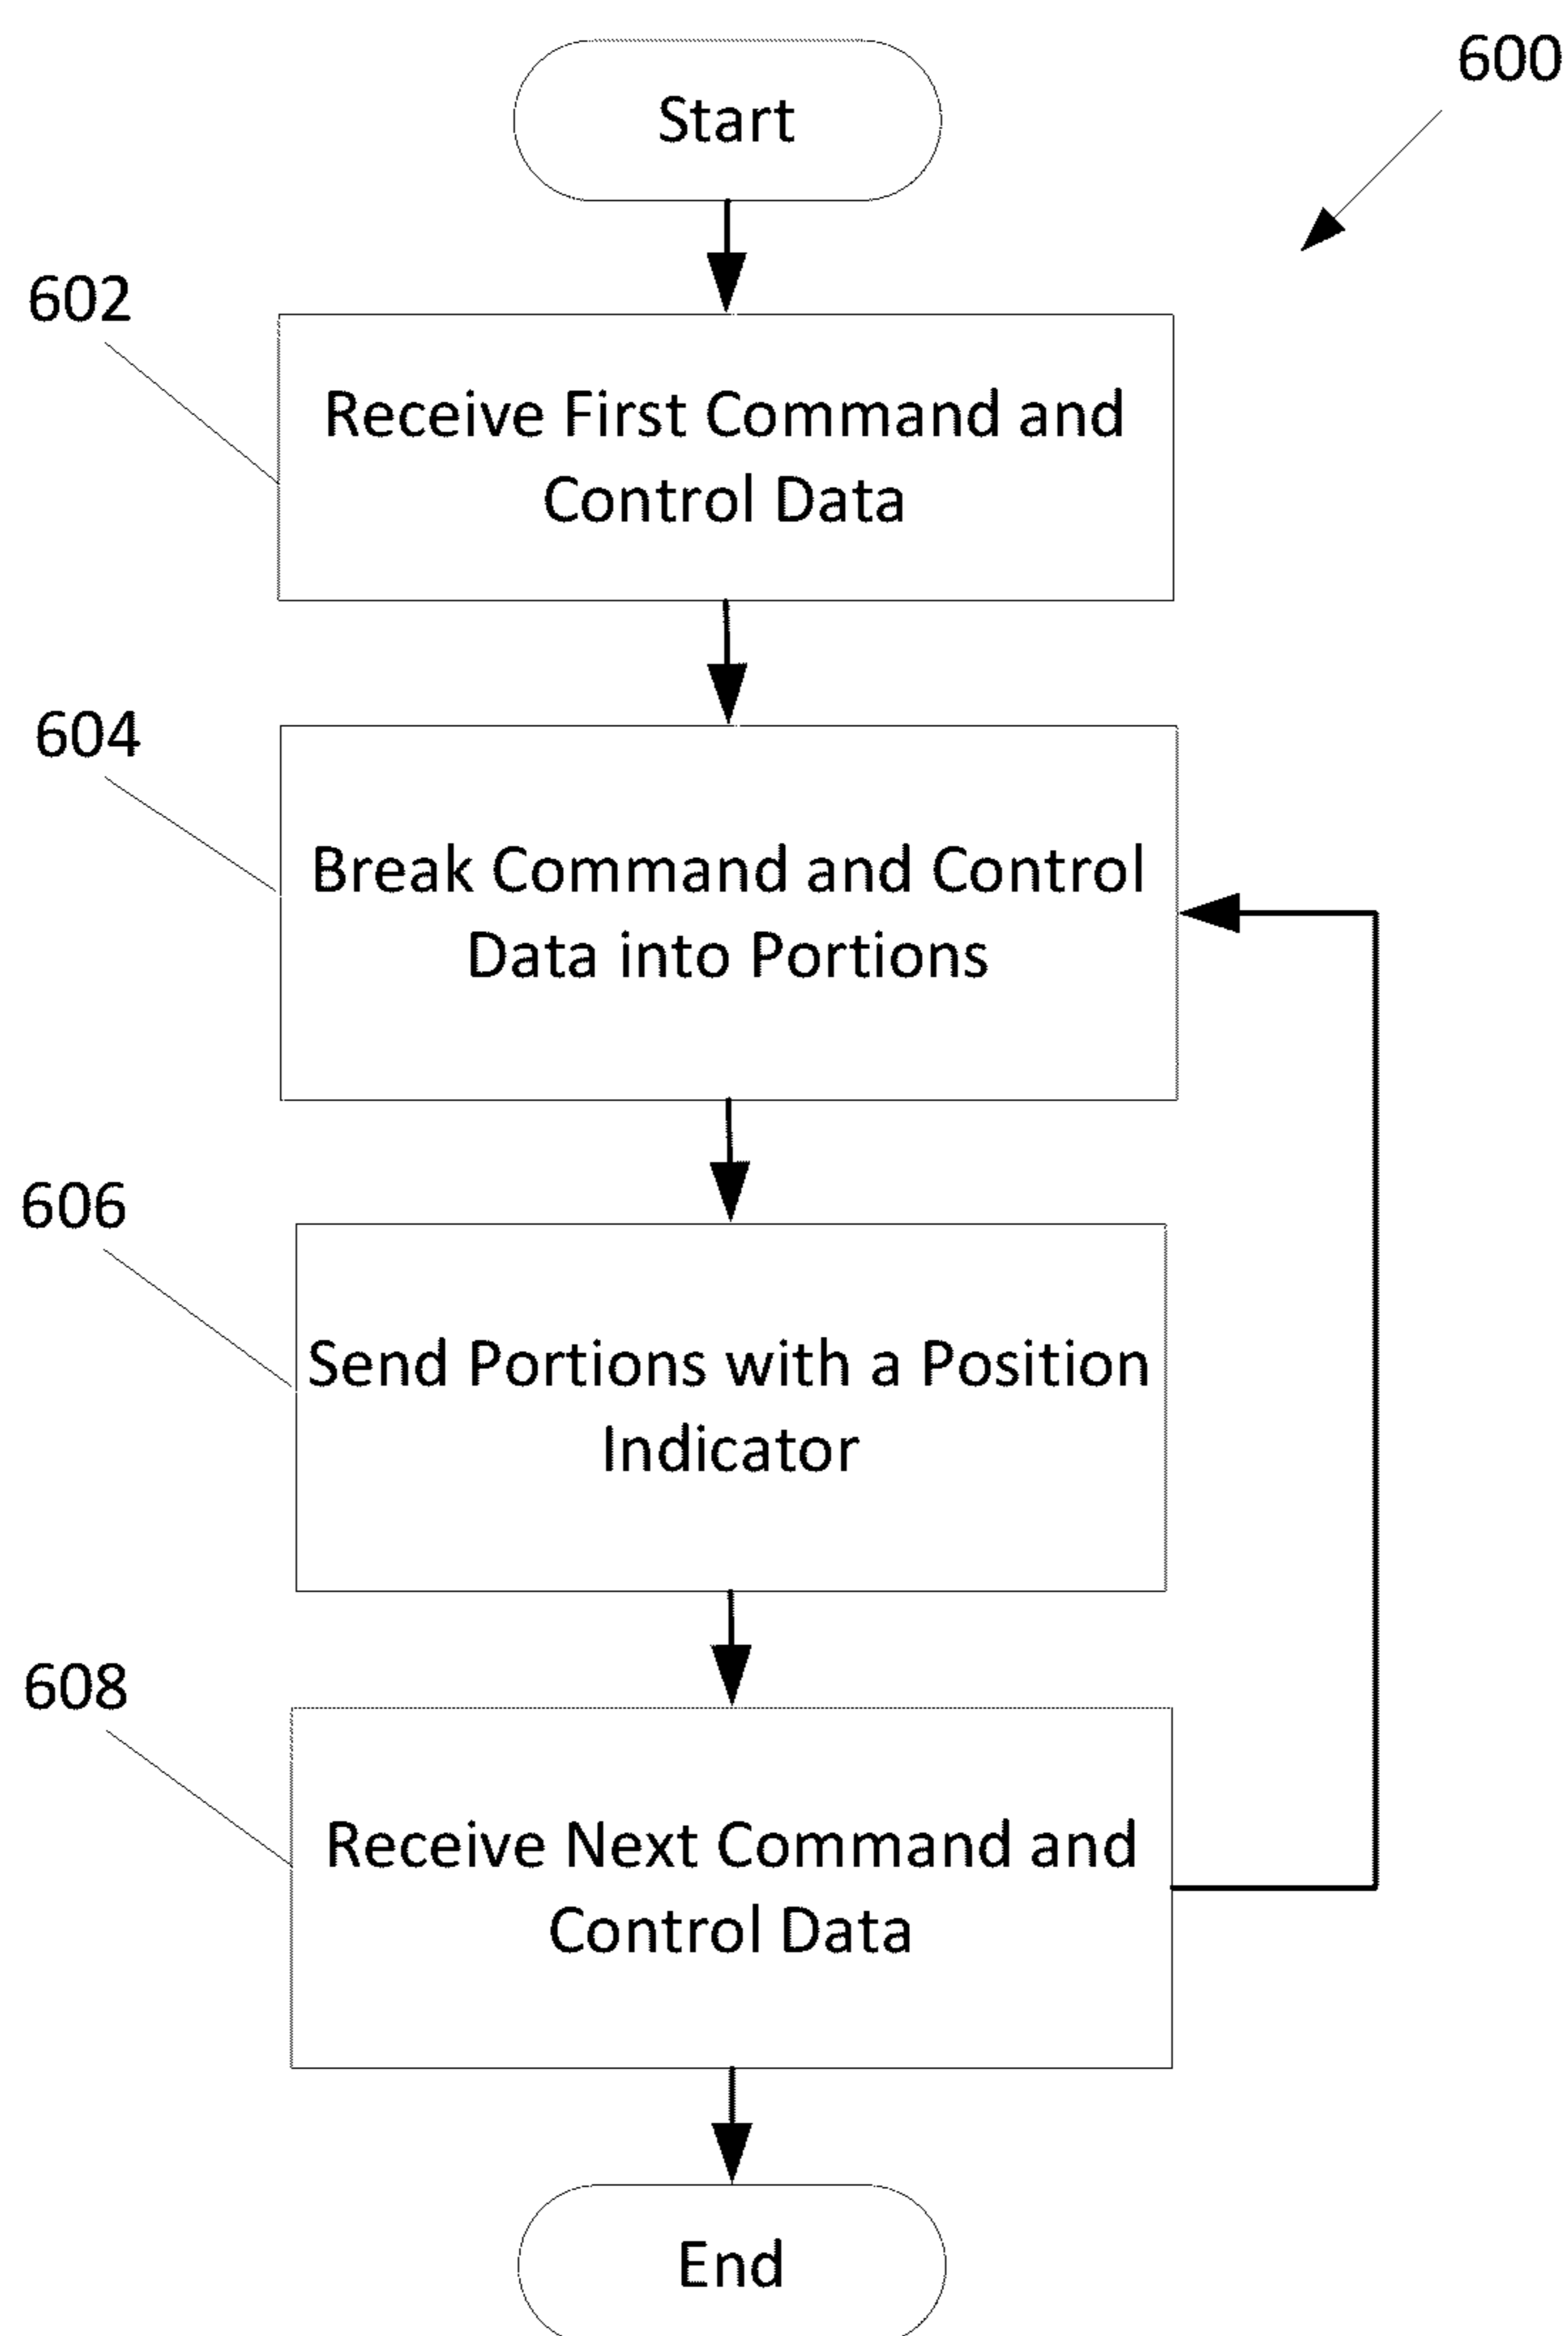 600
Start
602
Receive First Command and
Control Data
604
Break Command and Control
Data into Portions
606
Send Portions with a Position
Indicator
608
Receive Next Command and
Control Data
End